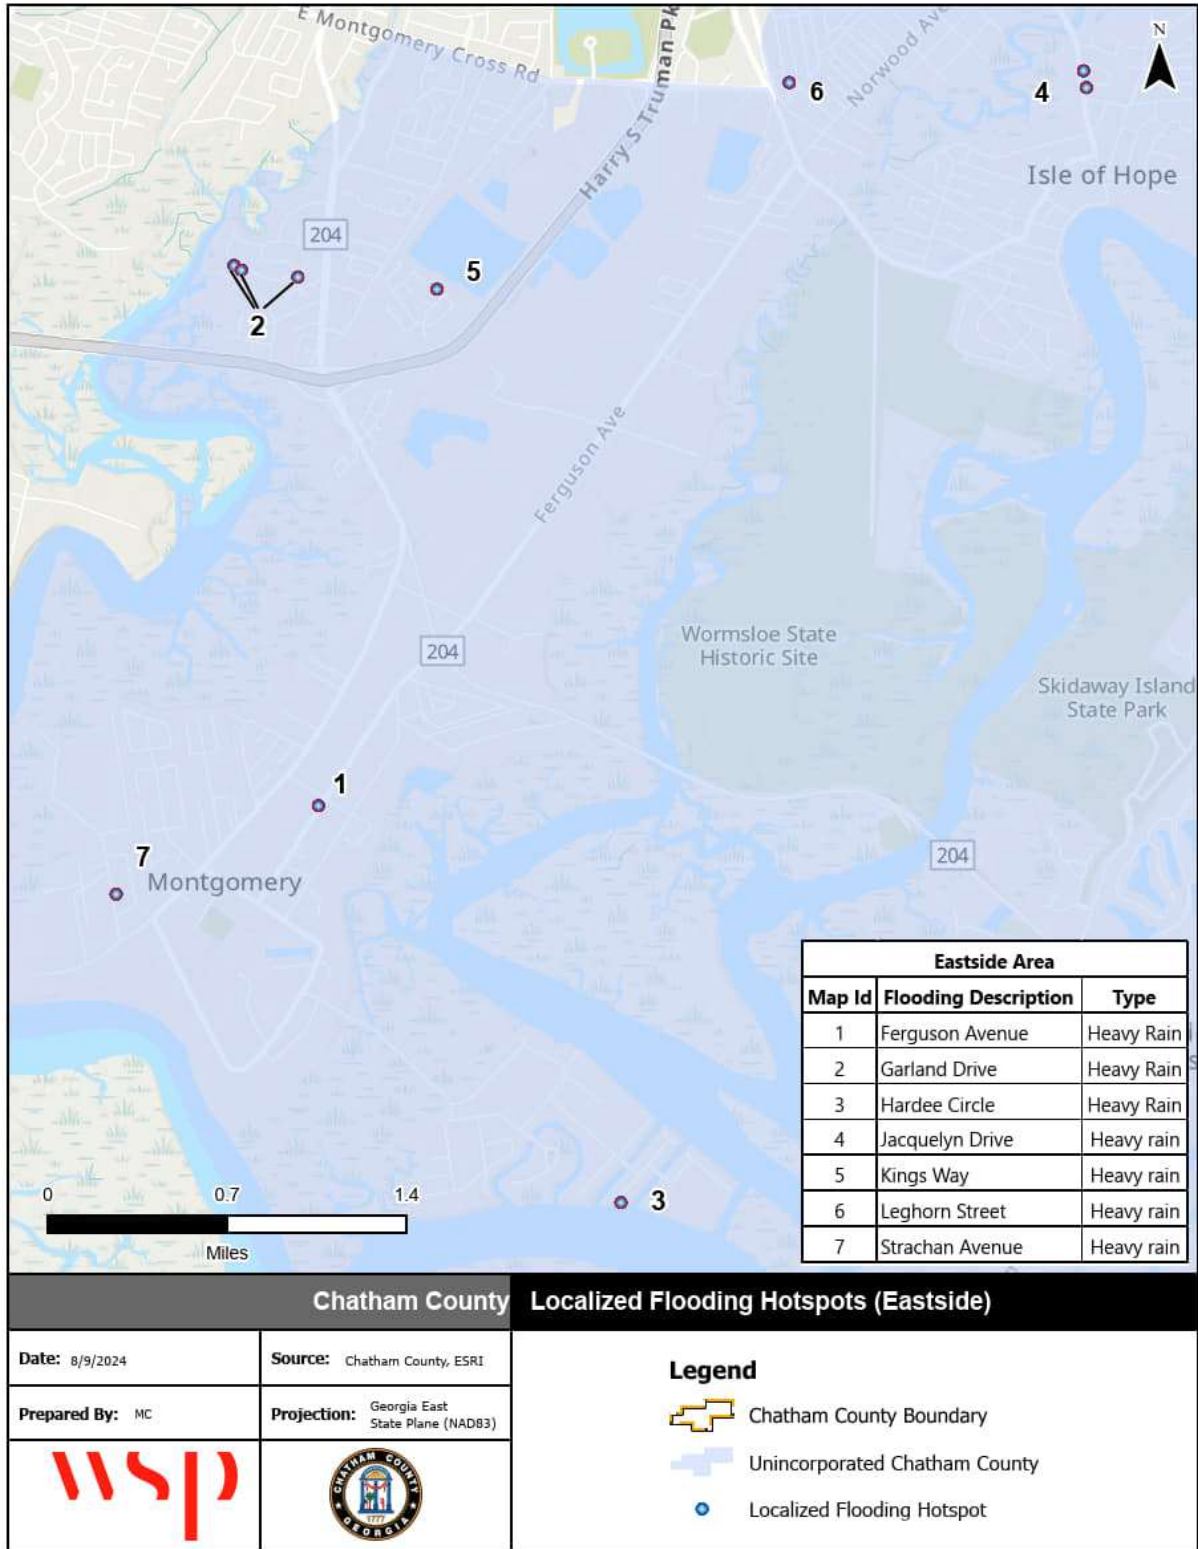 E Montgomery Cross Rd
Harry S Truman Pk
Norwood Ave
N
6
4
Isle of Hope
204
5
2
Ferguson Ave
Wormsloe State
Historic Site
204
Skidaway Island
State Park
1
7
Montgomery
204
3
0 0.7 1.4
Miles
Eastside Area
Map Id Flooding Description Type
1 Ferguson Avenue Heavy Rain
2 Garland Drive Heavy Rain
3 Hardee Circle Heavy Rain
4 Jacquelyn Drive Heavy rain
5 Kings Way Heavy rain
6 Leghorn Street Heavy rain
7 Strachan Avenue Heavy rain
Chatham County Localized Flooding Hotspots (Eastside)
Date: 8/9/2024
Source: Chatham County, ESRI
Prepared By: MC
Projection: Georgia East
State Plane (NAD83)
wsp
CHATHAM COUNTY
1777
GEORGIA
Legend
Chatham County Boundary
Unincorporated Chatham County
Localized Flooding Hotspot